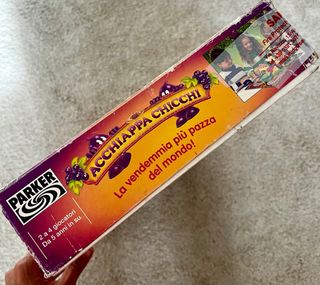 ACCHIAPPA CHICCHI
La vendemmia più pazza
del mondo!
PARKER
2 a 4 giocatori
Da 5 anni in su.